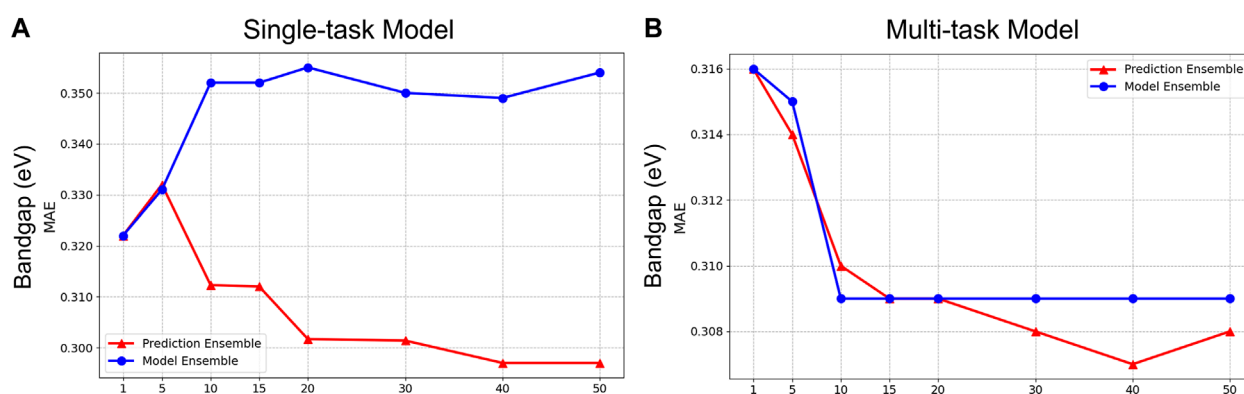 A
Single-task Model
Bandgap (eV)
MAE
0.350
0.340
0.330
0.320
0.310
0.300
Prediction Ensemble
Model Ensemble
1 5 10 15 20 30 40 50
B
Multi-task Model
Bandgap (eV)
MAE
0.316
0.314
0.312
0.310
0.308
Prediction Ensemble
Model Ensemble
1 5 10 15 20 30 40 50